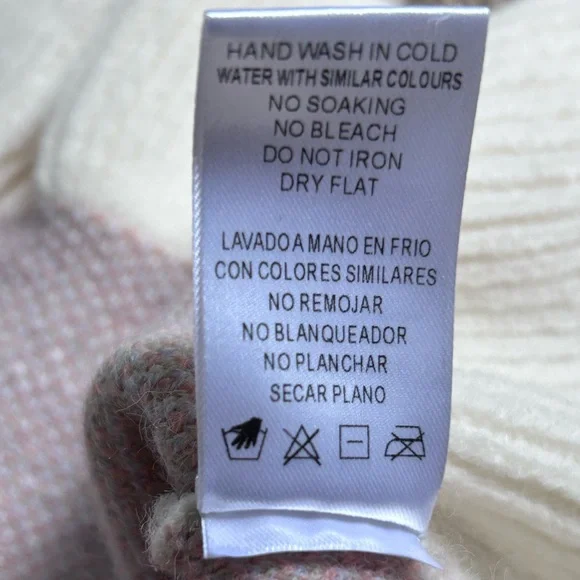 HAND WASH IN COLD
WATER WITH SIMILAR COLOURS
NO SOAKING
NO BLEACH
DO NOT IRON
DRY FLAT
LAVADO A MANO EN FRIO
CON COLORES SIMILARES
NO REMOJAR
NO BLANQUEADOR
NO PLANCHAR
SECAR PLANO